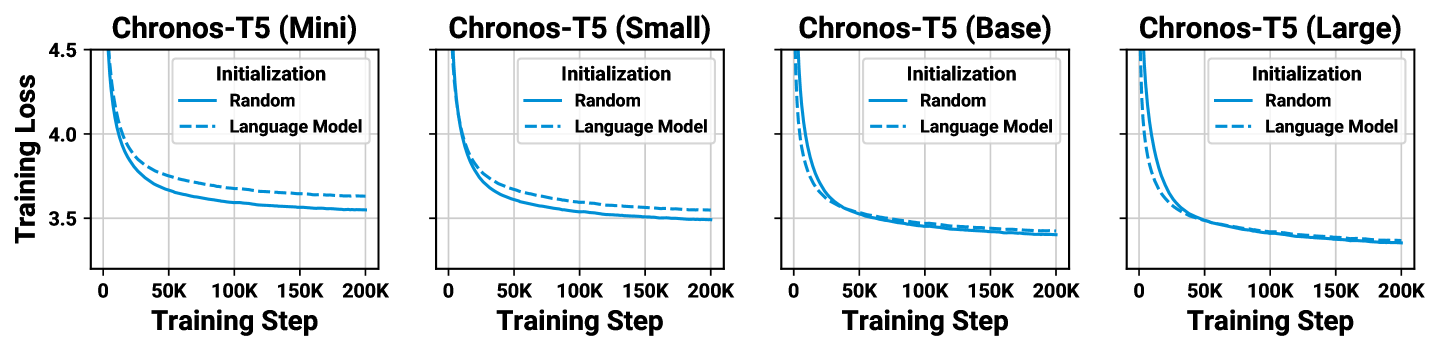 Chronos-T5 (Mini)
4.5
4.0
3.5
Training Loss
Initialization
Random
Language Model
0 50K 100K 150K 200K
Training Step
Chronos-T5 (Small)
Initialization
Random
Language Model
0 50K 100K 150K 200K
Training Step
Chronos-T5 (Base)
Initialization
Random
Language Model
0 50K 100K 150K 200K
Training Step
Chronos-T5 (Large)
Initialization
Random
Language Model
0 50K 100K 150K 200K
Training Step